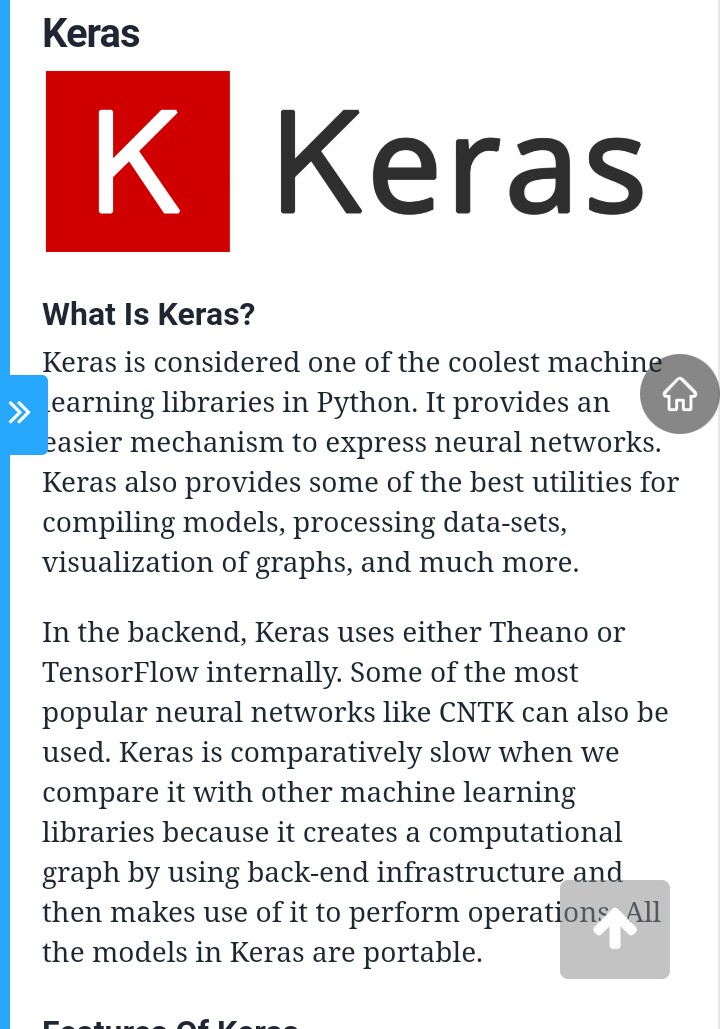 Keras
K Keras
What Is Keras?
Keras is considered one of the coolest machine
learning libraries in Python. It provides an
easier mechanism to express neural networks.
Keras also provides some of the best utilities for
compiling models, processing data-sets,
visualization of graphs, and much more.
In the backend, Keras uses either Theano or
TensorFlow internally. Some of the most
popular neural networks like CNTK can also be
used. Keras is comparatively slow when we
compare it with other machine learning
libraries because it creates a computational
graph by using back-end infrastructure and
then makes use of it to perform operations. All
the models in Keras are portable.
Features Of Keras